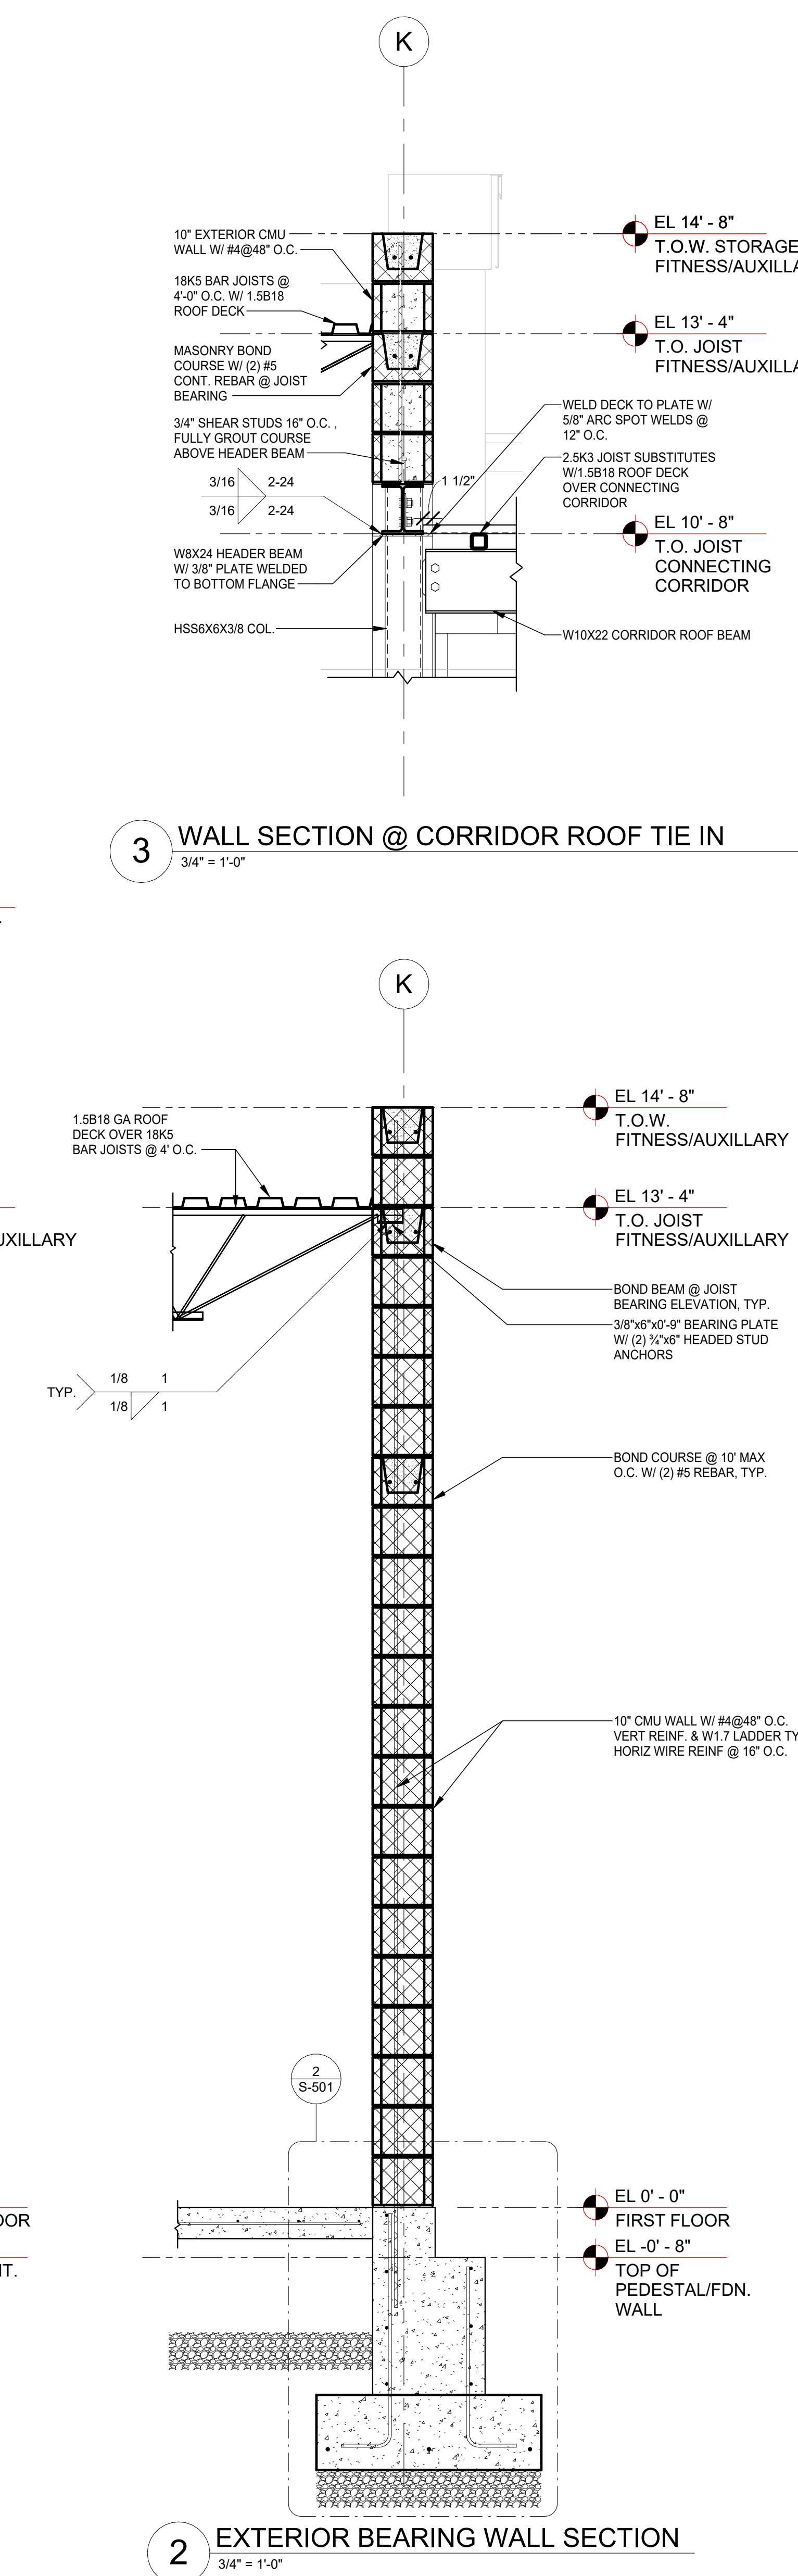 K
10" EXTERIOR CMU
WALL W/ #4@48" O.C.
18K5 BAR JOISTS @
4'-0" O.C. W/ 1.5B18
ROOF DECK
MASONRY BOND
COURSE W/ (2) #5
CONT. REBAR @ JOIST
BEARING
3/4" SHEAR STUDS 16" O.C. ,
FULLY GROUT COURSE
ABOVE HEADER BEAM
3/16 2-24
3/16 2-24
W8X24 HEADER BEAM
W/ 3/8" PLATE WELDED
TO BOTTOM FLANGE
HSS6X6X3/8 COL.
EL 14' - 8"
T.O.W. STORAGE
FITNESS/AUXILLA
EL 13' - 4"
T.O. JOIST
FITNESS/AUXILLA
WELD DECK TO PLATE W/
5/8" ARC SPOT WELDS @
12" O.C.
1 1/2"
2.5K3 JOIST SUBSTITUTES
W/1.5B18 ROOF DECK
OVER CONNECTING
CORRIDOR
EL 10' - 8"
T.O. JOIST
CONNECTING
CORRIDOR
W10X22 CORRIDOR ROOF BEAM
3
WALL SECTION @ CORRIDOR ROOF TIE IN
3/4" = 1'-0"
K
1.5B18 GA ROOF
DECK OVER 18K5
BAR JOISTS @ 4' O.C.
EL 14' - 8"
T.O.W.
FITNESS/AUXILLARY
EL 13' - 4"
T.O. JOIST
FITNESS/AUXILLARY
UXILLARY
BOND BEAM @ JOIST
BEARING ELEVATION, TYP.
3/8"x6"x0'-9" BEARING PLATE
W/ (2) ¾"x6" HEADED STUD
ANCHORS
TYP. 1/8 1
1/8 1
BOND COURSE @ 10' MAX
O.C. W/ (2) #5 REBAR, TYP.
10" CMU WALL W/ #4@48" O.C.
VERT REINF. & W1.7 LADDER TY
HORIZ WIRE REINF @ 16" O.C.
2
S-501
EL 0' - 0"
FIRST FLOOR
OOR
EL -0' - 8"
TOP OF
PEDESTAL/FDN.
WALL
NT.
2
EXTERIOR BEARING WALL SECTION
3/4" = 1'-0"